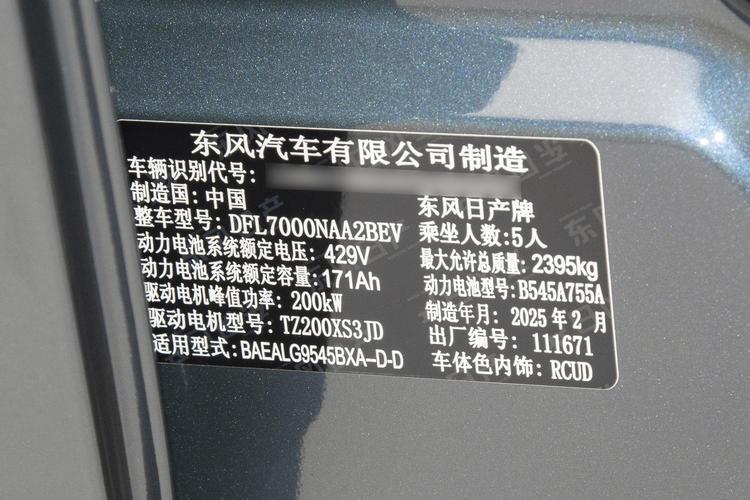 东风汽车有限公司制造
车辆识别代号:
制造国: 中国
东风日产牌
整车型号: DFL7000NAA2BEV
乘坐人数: 5人
动力电池系统额定电压: 429V
最大允许总质量: 2395kg
动力电池系统额定容量: 171Ah
动力电池型号: B545A755A
驱动电机峰值功率: 200kW
制造年月: 2025 年 2 月
驱动电机型号: TZ200XS3JD
出厂编号: 111671
适用型式: BAEALG9545BXA-D-D
车体色内饰: RCUD